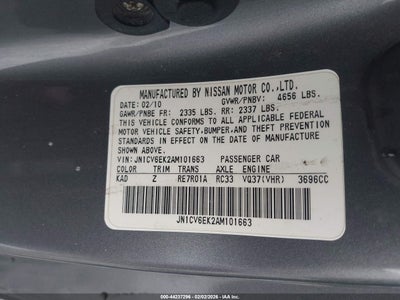 MANUFACTURED BY NISSAN MOTOR CO., LTD.
DATE: 02/10 GVWR/PNBV: 4656 LBS.
GAWR/PNBE FR: 2335 LBS. RR: 2337 LBS.
THIS VEHICLE CONFORMS TO ALL APPLICABLE FEDERAL
MOTOR VEHICLE SAFETY, BUMPER, AND THEFT PREVENTION
STANDARDS IN EFFECT ON THE DATE OF MANUFACTURE
SHOWN ABOVE.
VIN: JN1CV6EK2AM101663 PASSENGER CAR
COLOR TRIM TRANS AXLE ENGINE
KAD Z RE7R01A RC33 VQ37(VHR) 3696CC
JN1CV6EK2AM101663
© 44237296 - 02/02/2026 - IAA Inc.